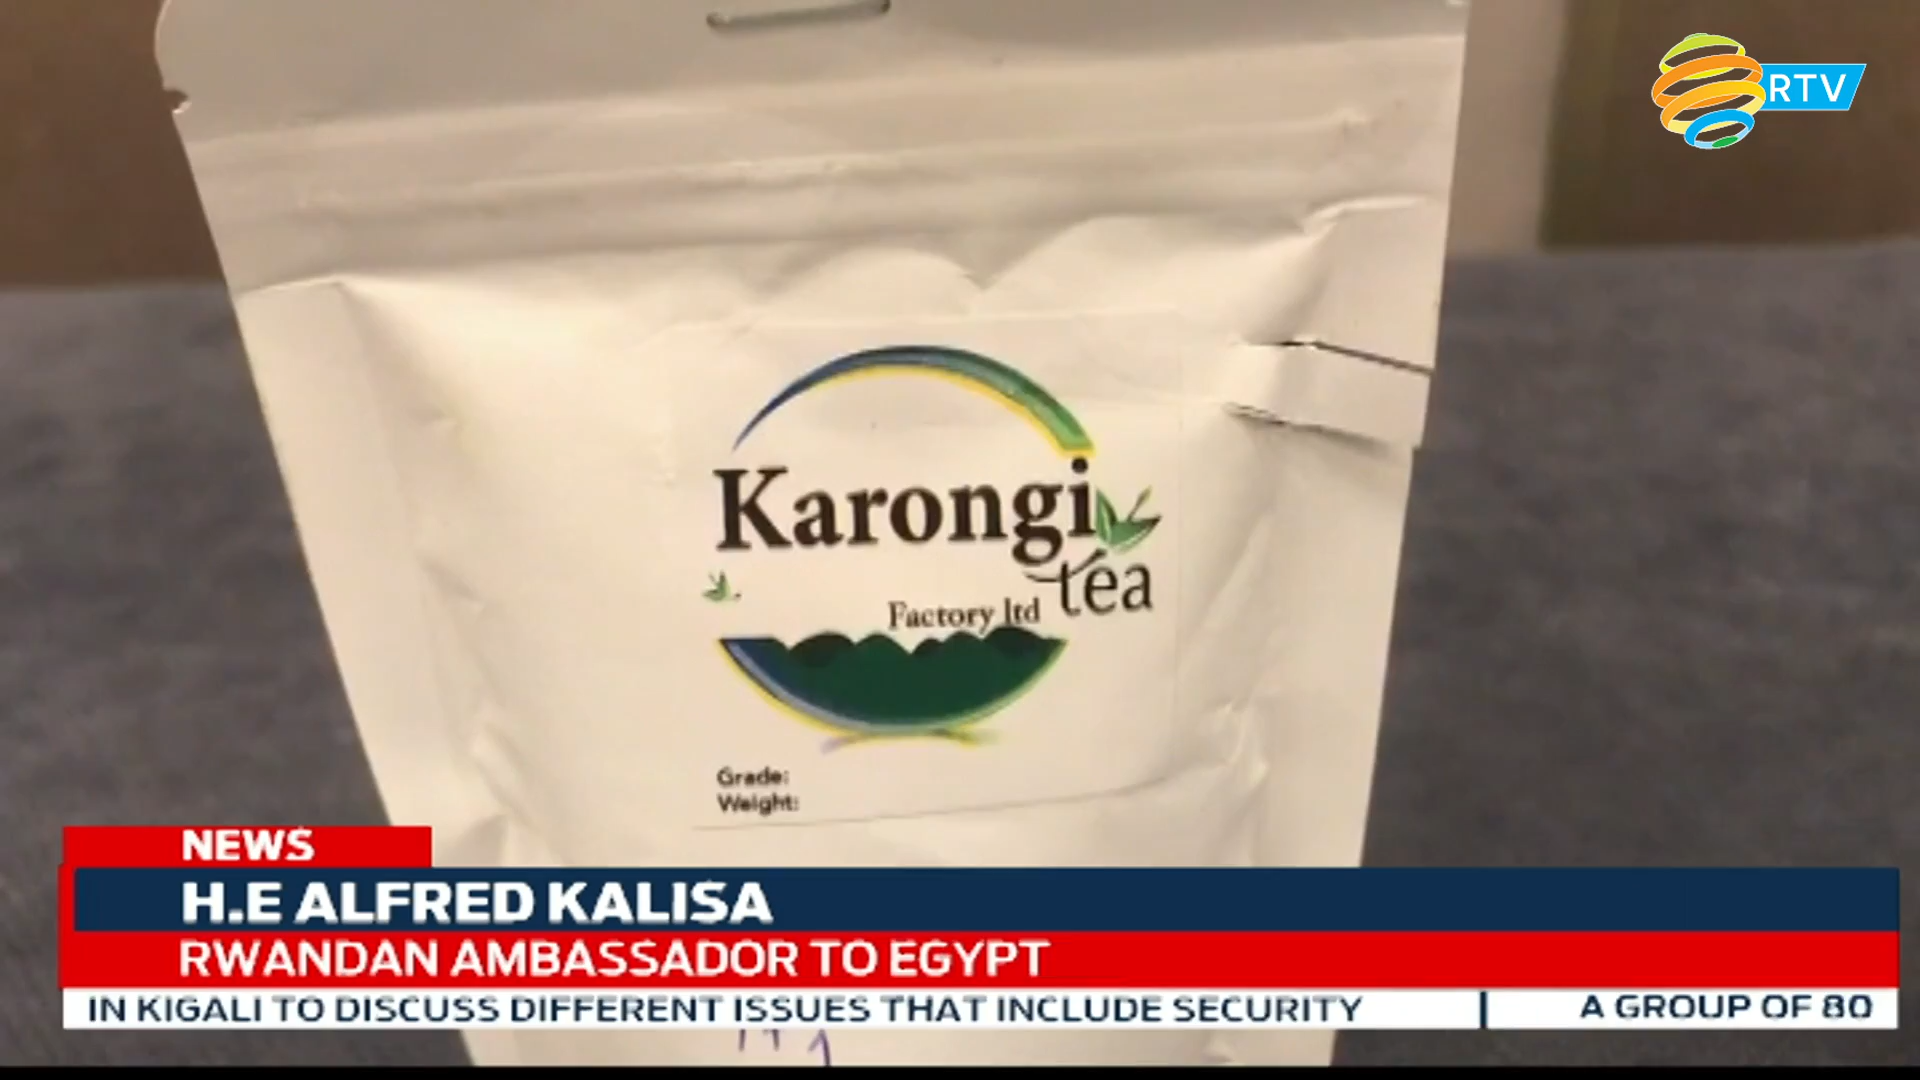 RTV
Karongi
tea
Factory ltd
Grade:
Weight:
NEWS
H.E ALFRED KALISA
RWANDAN AMBASSADOR TO EGYPT
IN KIGALI TO DISCUSS DIFFERENT ISSUES THAT INCLUDE SECURITY | A GROUP OF 80